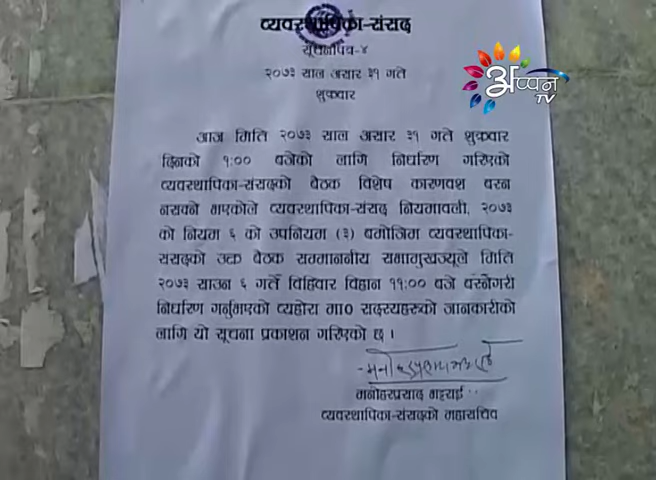 व्यवस्थापिका-संसद
सूचनापत्र-४
२०७३ साल असार ३१ गते
शुक्रवार
अप्पन
TV
आज मिति २०७३ साल असार ३१ गते शुक्रवार
दिनको १:०० बजेको लागि निर्धारण गरिएको
व्यवस्थापिका-संसदको बैठक विशेष कारणवश बस्न
नसक्ने भएकोले व्यवस्थापिका-संसद नियमावली, २०७३
को नियम ६ को उपनियम (३) बमोजिम व्यवस्थापिका-
संसदको उक्त बैठक सम्माननीय सभामुखज्यूले मिति
२०७३ साउन ६ गते विहिवार विहान ११:०० बजे बस्नेगरी
निर्धारण गर्नुभएको व्यहोरा मा० सदस्यहरुको जानकारीको
लागि यो सूचना प्रकाशन गरिएको छ ।
मनोहरप्रसाद भट्टराई
व्यवस्थापिका-संसदको महासचिव